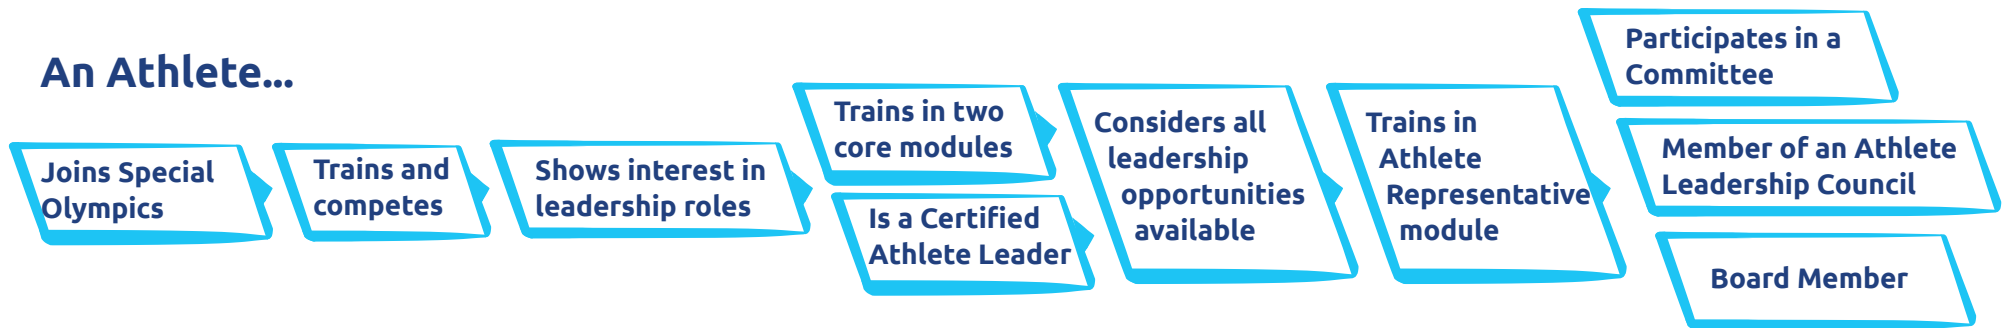 An Athlete...
Joins Special
Olympics
Trains and
competes
Shows interest in
leadership roles
Trains in two
core modules
Is a Certified
Athlete Leader
Considers all
leadership
opportunities
available
Trains in
Athlete
Representative
module
Participates in a
Committee
Member of an Athlete
Leadership Council
Board Member